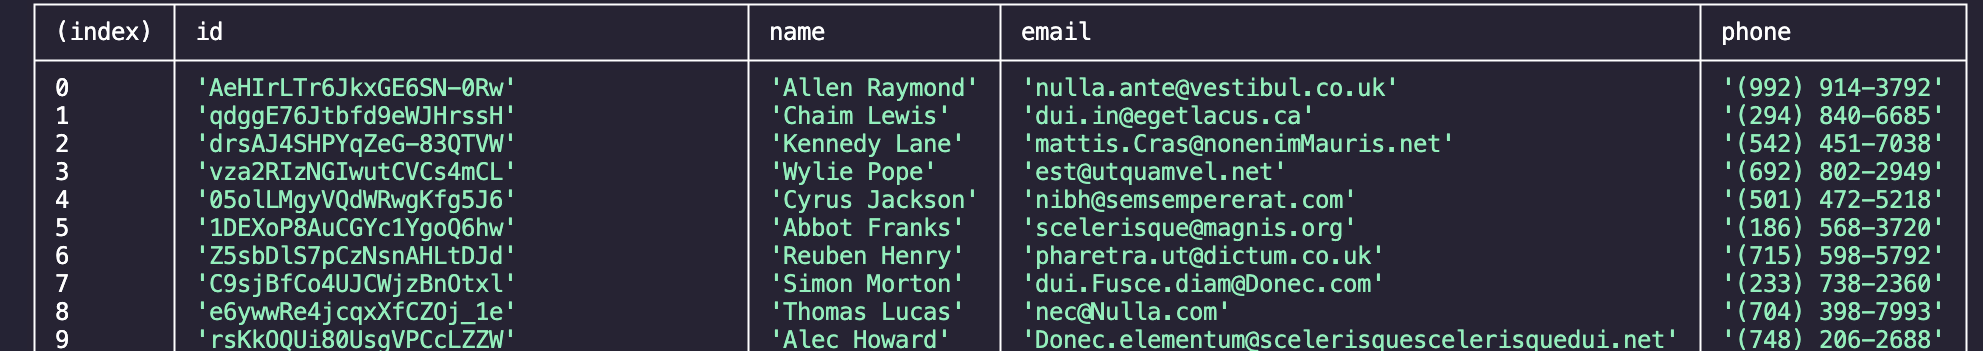 (index) id name email phone
0 'AeHIrLTr6JkxGE6SN-0Rw' 'Allen Raymond' 'nulla.ante@vestibul.co.uk' '(992) 914-3792'
1 'qdggE76Jtbfd9eWJHrssH' 'Chaim Lewis' 'dui.in@egetlacus.ca' '(294) 840-6685'
2 'drsAJ4SHPYqZeG-83QTVW' 'Kennedy Lane' 'mattis.Cras@nonenimMauris.net' '(542) 451-7038'
3 'vza2RIzNGIwutCVCs4mCL' 'Wylie Pope' 'est@utquamvel.net' '(692) 802-2949'
4 '05olLMgyVQdWRwgKfg5J6' 'Cyrus Jackson' 'nibh@semsempererat.com' '(501) 472-5218'
5 '1DEXoP8AuCGYc1YgoQ6hw' 'Abbot Franks' 'scelerisque@magnis.org' '(186) 568-3720'
6 'Z5sbDlS7pCzNsnAHLtDJd' 'Reuben Henry' 'pharetra.ut@dictum.co.uk' '(715) 598-5792'
7 'C9sjBfCo4UJCWjzBnOtxl' 'Simon Morton' 'dui.Fusce.diam@Donec.com' '(233) 738-2360'
8 'e6ywwRe4jcqxXfCZOj_1e' 'Thomas Lucas' 'nec@Nulla.com' '(704) 398-7993'
9 'rsKkOQUi80UsgVPCcLZZW' 'Alec Howard' 'Donec.elementum@scelerisquescelerisquedui.net' '(748) 206-2688'